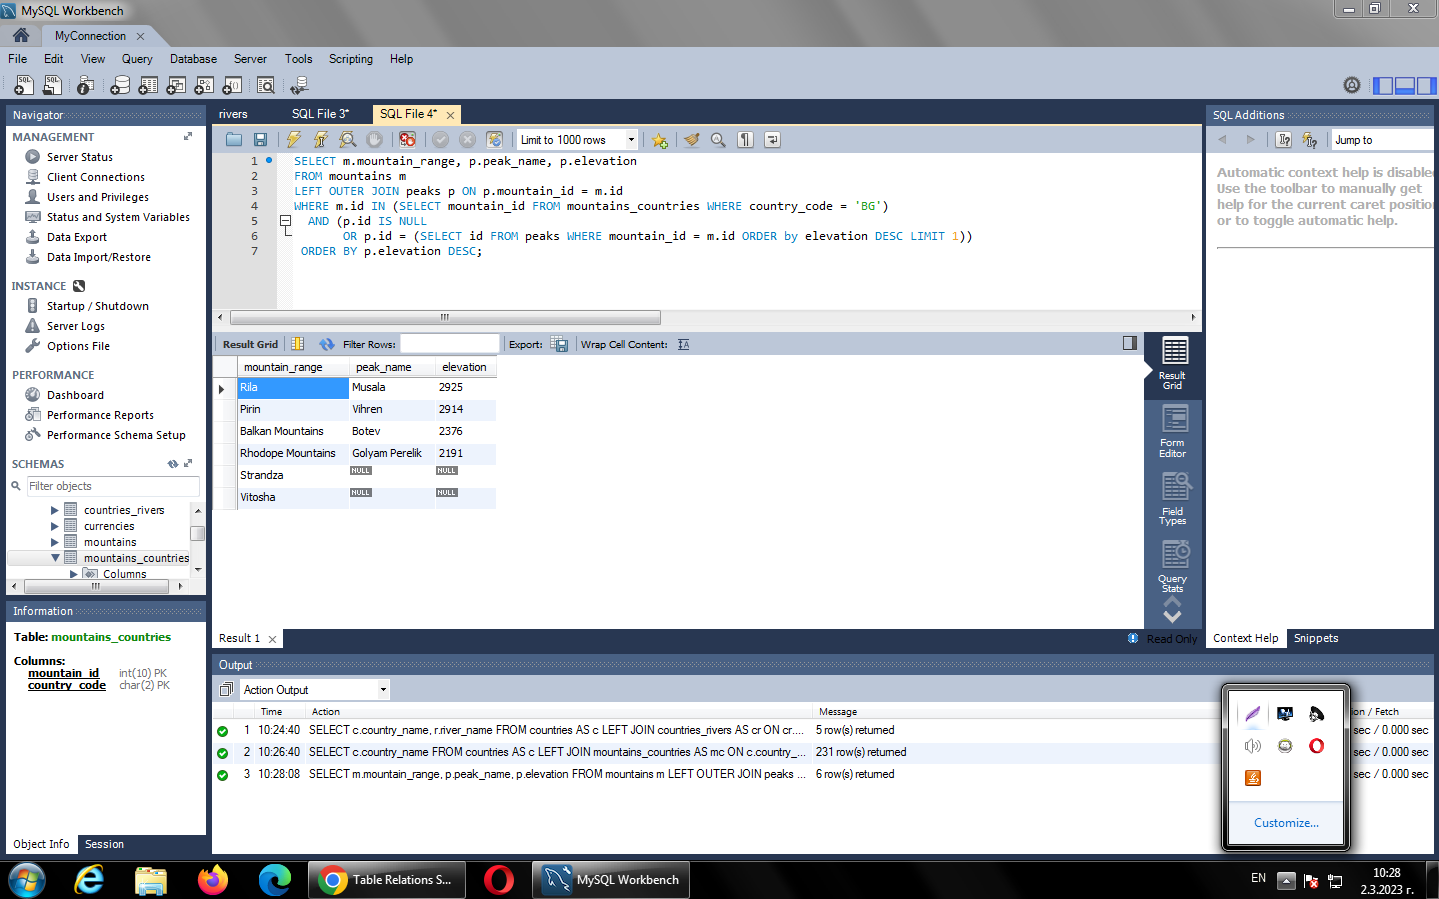 MySQL Workbench
MyConnection
File Edit View Query Database Server Tools Scripting Help
Navigator
MANAGEMENT
Server Status
Client Connections
Users and Privileges
Status and System Variables
Data Export
Data Import/Restore
INSTANCE
Startup / Shutdown
Server Logs
Options File
PERFORMANCE
Dashboard
Performance Reports
Performance Schema Setup
SCHEMAS
Filter objects
countries_rivers
currencies
mountains
mountains_countries
Columns
Information
Table: mountains_countries
Columns:
mountain_id int(10) PK
country_code char(2) PK
Object Info Session
rivers SQL File 3* SQL File 4*
Limit to 1000 rows
1 SELECT m.mountain_range, p.peak_name, p.elevation
2 FROM mountains m
3 LEFT OUTER JOIN peaks p ON p.mountain_id = m.id
4 WHERE m.id IN (SELECT mountain_id FROM mountains_countries WHERE country_code = 'BG')
5 AND (p.id IS NULL
6 OR p.id = (SELECT id FROM peaks WHERE mountain_id = m.id ORDER by elevation DESC LIMIT 1))
7 ORDER BY p.elevation DESC;
Result Grid Filter Rows: Export: Wrap Cell Content:
mountain_range peak_name elevation
Rila Musala 2925
Pirin Vihren 2914
Balkan Mountains Botev 2376
Rhodope Mountains Golyam Perelik 2191
Strandza NULL NULL
Vitosha NULL NULL
Result
Grid
Form
Editor
Field
Types
Query
Stats
Result 1
Read Only
SQL Additions
Jump to
Automatic context help is disabled
Use the toolbar to manually get
help for the current caret position
or to toggle automatic help.
Context Help Snippets
Output
Action Output
Time Action Message ion / Fetch
1 10:24:40 SELECT c.country_name, r.river_name FROM countries AS c LEFT JOIN countries_rivers AS cr ON cr.... 5 row(s) returned sec / 0.000 sec
2 10:26:40 SELECT c.country_name FROM countries AS c LEFT JOIN mountains_countries AS mc ON c.country_... 231 row(s) returned sec / 0.000 sec
3 10:28:08 SELECT m.mountain_range, p.peak_name, p.elevation FROM mountains m LEFT OUTER JOIN peaks ... 6 row(s) returned sec / 0.000 sec
Customize...
Table Relations S...
MySQL Workbench
EN
10:28
2.3.2023 г.